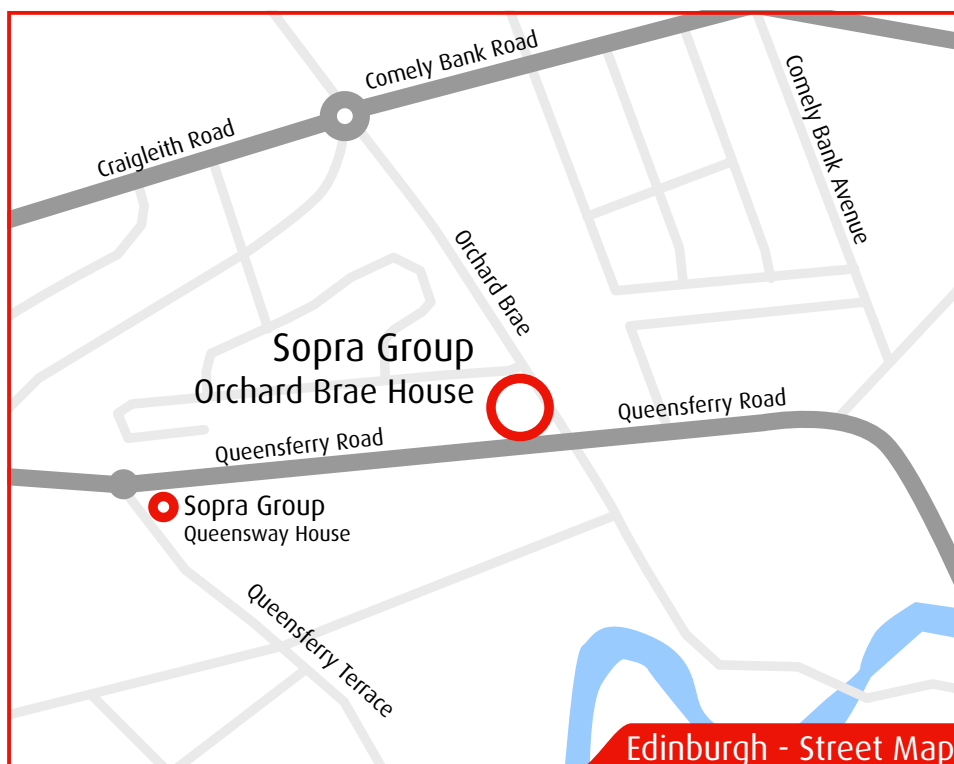 Comely Bank Road
Craigleith Road
Comely Bank Avenue
Orchard Brae
Sopra Group
Orchard Brae House
Queensferry Road
Queensferry Road
Sopra Group
Queensway House
Queensferry Terrace
Edinburgh - Street Map